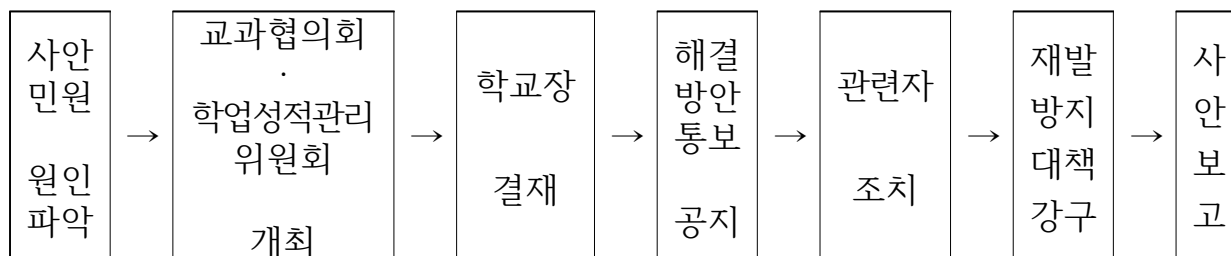 사안
민원
원인
파악
→
교과협의회
·
학업성적관리
위원회
개최
→
학교장
결재
→
해결
방안
통보
공지
→
관련자
조치
→
재발
방지
대책
강구
→
사
안
보
고